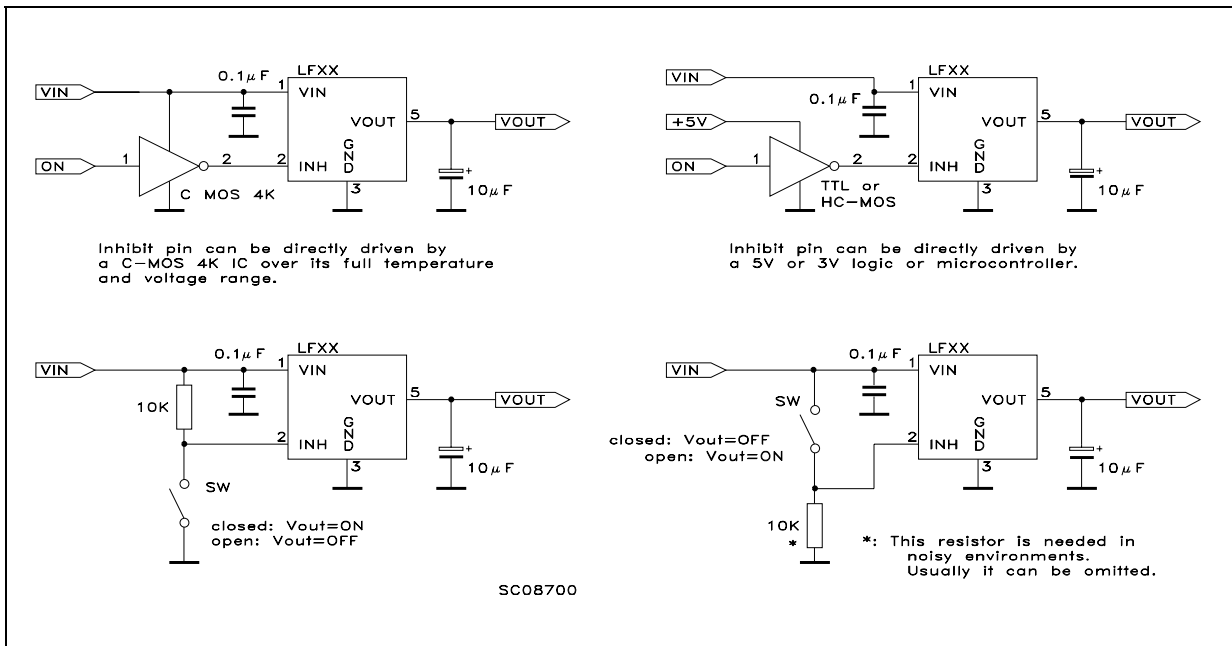 LFXX
0.1μF
VIN
1
VIN
VOUT
5
VOUT
GND
ON
1
2
2
INH
3
+
10μF
C MOS 4K
Inhibit pin can be directly driven by
a C-MOS 4K IC over its full temperature
and voltage range.
LFXX
VIN
1
VIN
0.1μF
+5V
VOUT
5
VOUT
GND
ON
1
2
2
INH
3
+
10μF
TTL or
HC-MOS
Inhibit pin can be directly driven by
a 5V or 3V logic or microcontroller.
LFXX
0.1μF
VIN
1
VIN
10K
VOUT
5
VOUT
GND
2
INH
3
+
10μF
SW
closed: Vout=ON
open: Vout=OFF
LFXX
0.1μF
VIN
1
VIN
SW
VOUT
5
VOUT
GND
closed: Vout=OFF
open: Vout=ON
2
INH
3
+
10μF
10K
*
*: This resistor is needed in
noisy environments.
Usually it can be omitted.
SC08700